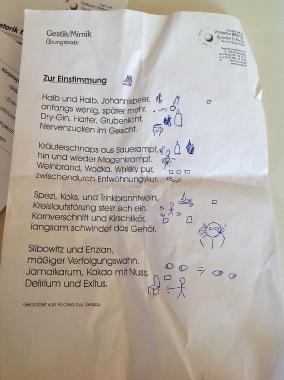 Gestik/Mimik
Übungstexte
Zur Einstimmung
Halb und Halb, Johannisbeer,
anfangs wenig, später mehr.
Dry-Gin, Harter, Grubenlicht,
Nervenzucken im Gesicht.
Kräuterschnaps aus Sauerampf,
hin und wieder Magenkrampf.
Weinbrand, Wodka, Whisky pur,
zwischendurch Entwöhnungskur.
Spezi, Koks, und Trinkbranntwein,
Kreislaufstörung stellt sich ein.
Kornverschnitt und Kirschlikör,
langsam schwindet das Gehör.
Slibowitz und Enzian,
mäßiger Verfolgungswahn.
Jamaikarum, Kakao mit Nuss,
Delirium und Exitus.
Gedichtet von Andrea aus Dessau